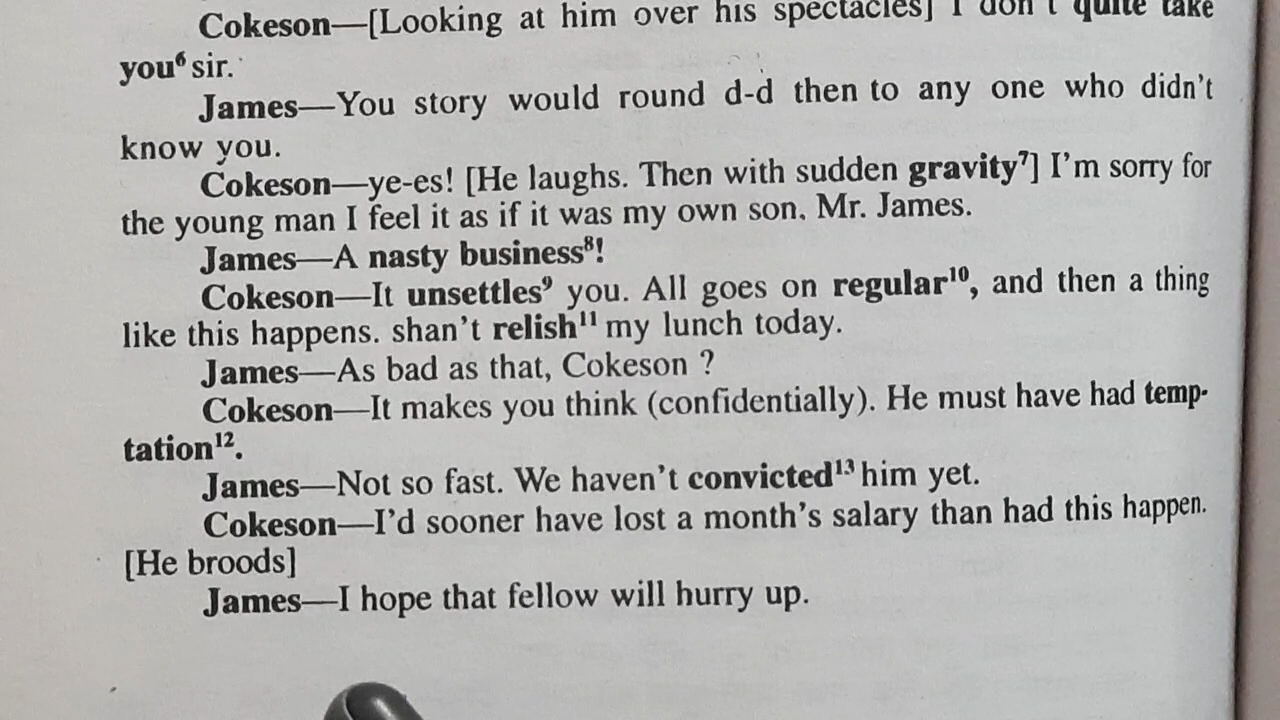 Cokeson—[Looking at him over his spectacles] I don't quite take
you⁶ sir.
James—You story would round d-d then to any one who didn't
know you.
Cokeson—ye-es! [He laughs. Then with sudden gravity⁷] I'm sorry for
the young man I feel it as if it was my own son. Mr. James.
James—A nasty business⁸!
Cokeson—It unsettles⁹ you. All goes on regular¹⁰, and then a thing
like this happens. shan't relish¹¹ my lunch today.
James—As bad as that, Cokeson ?
Cokeson—It makes you think (confidentially). He must have had temp-
tation¹².
James—Not so fast. We haven't convicted¹³ him yet.
Cokeson—I'd sooner have lost a month's salary than had this happen.
[He broods]
James—I hope that fellow will hurry up.